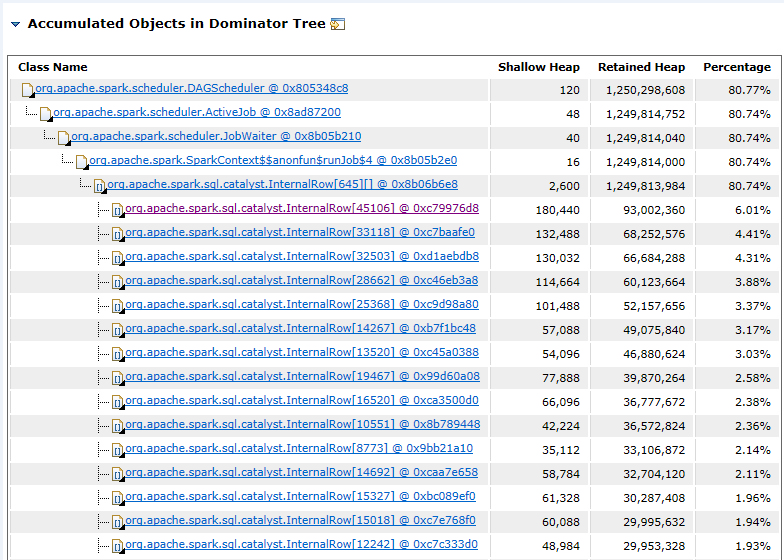 Accumulated Objects in Dominator Tree
Class Name Shallow Heap Retained Heap Percentage
org.apache.spark.scheduler.DAGScheduler @ 0x805348c8 120 1,250,298,608 80.77%
org.apache.spark.scheduler.ActiveJob @ 0x8ad87200 48 1,249,814,752 80.74%
org.apache.spark.scheduler.JobWaiter @ 0x8b05b210 40 1,249,814,040 80.74%
org.apache.spark.SparkContext$$anonfun$runJob$4 @ 0x8b05b2e0 16 1,249,814,000 80.74%
org.apache.spark.sql.catalyst.InternalRow[645][] @ 0x8b06b6e8 2,600 1,249,813,984 80.74%
org.apache.spark.sql.catalyst.InternalRow[45106] @ 0xc79976d8 180,440 93,002,360 6.01%
org.apache.spark.sql.catalyst.InternalRow[33118] @ 0xc7baafe0 132,488 68,252,576 4.41%
org.apache.spark.sql.catalyst.InternalRow[32503] @ 0xd1aebdb8 130,032 66,684,288 4.31%
org.apache.spark.sql.catalyst.InternalRow[28662] @ 0xc46eb3a8 114,664 60,123,664 3.88%
org.apache.spark.sql.catalyst.InternalRow[25368] @ 0xc9d98a80 101,488 52,157,656 3.37%
org.apache.spark.sql.catalyst.InternalRow[14267] @ 0xb7f1bc48 57,088 49,075,840 3.17%
org.apache.spark.sql.catalyst.InternalRow[13520] @ 0xc45a0388 54,096 46,880,624 3.03%
org.apache.spark.sql.catalyst.InternalRow[19467] @ 0x99d60a08 77,888 39,870,264 2.58%
org.apache.spark.sql.catalyst.InternalRow[16520] @ 0xca3500d0 66,096 36,777,672 2.38%
org.apache.spark.sql.catalyst.InternalRow[10551] @ 0x8b789448 42,224 36,572,824 2.36%
org.apache.spark.sql.catalyst.InternalRow[8773] @ 0x9bb21a10 35,112 33,106,872 2.14%
org.apache.spark.sql.catalyst.InternalRow[14692] @ 0xcaa7e658 58,784 32,704,120 2.11%
org.apache.spark.sql.catalyst.InternalRow[15327] @ 0xbc089ef0 61,328 30,287,408 1.96%
org.apache.spark.sql.catalyst.InternalRow[15018] @ 0xc7e768f0 60,088 29,995,632 1.94%
org.apache.spark.sql.catalyst.InternalRow[12242] @ 0xc7c333d0 48,984 29,953,328 1.93%